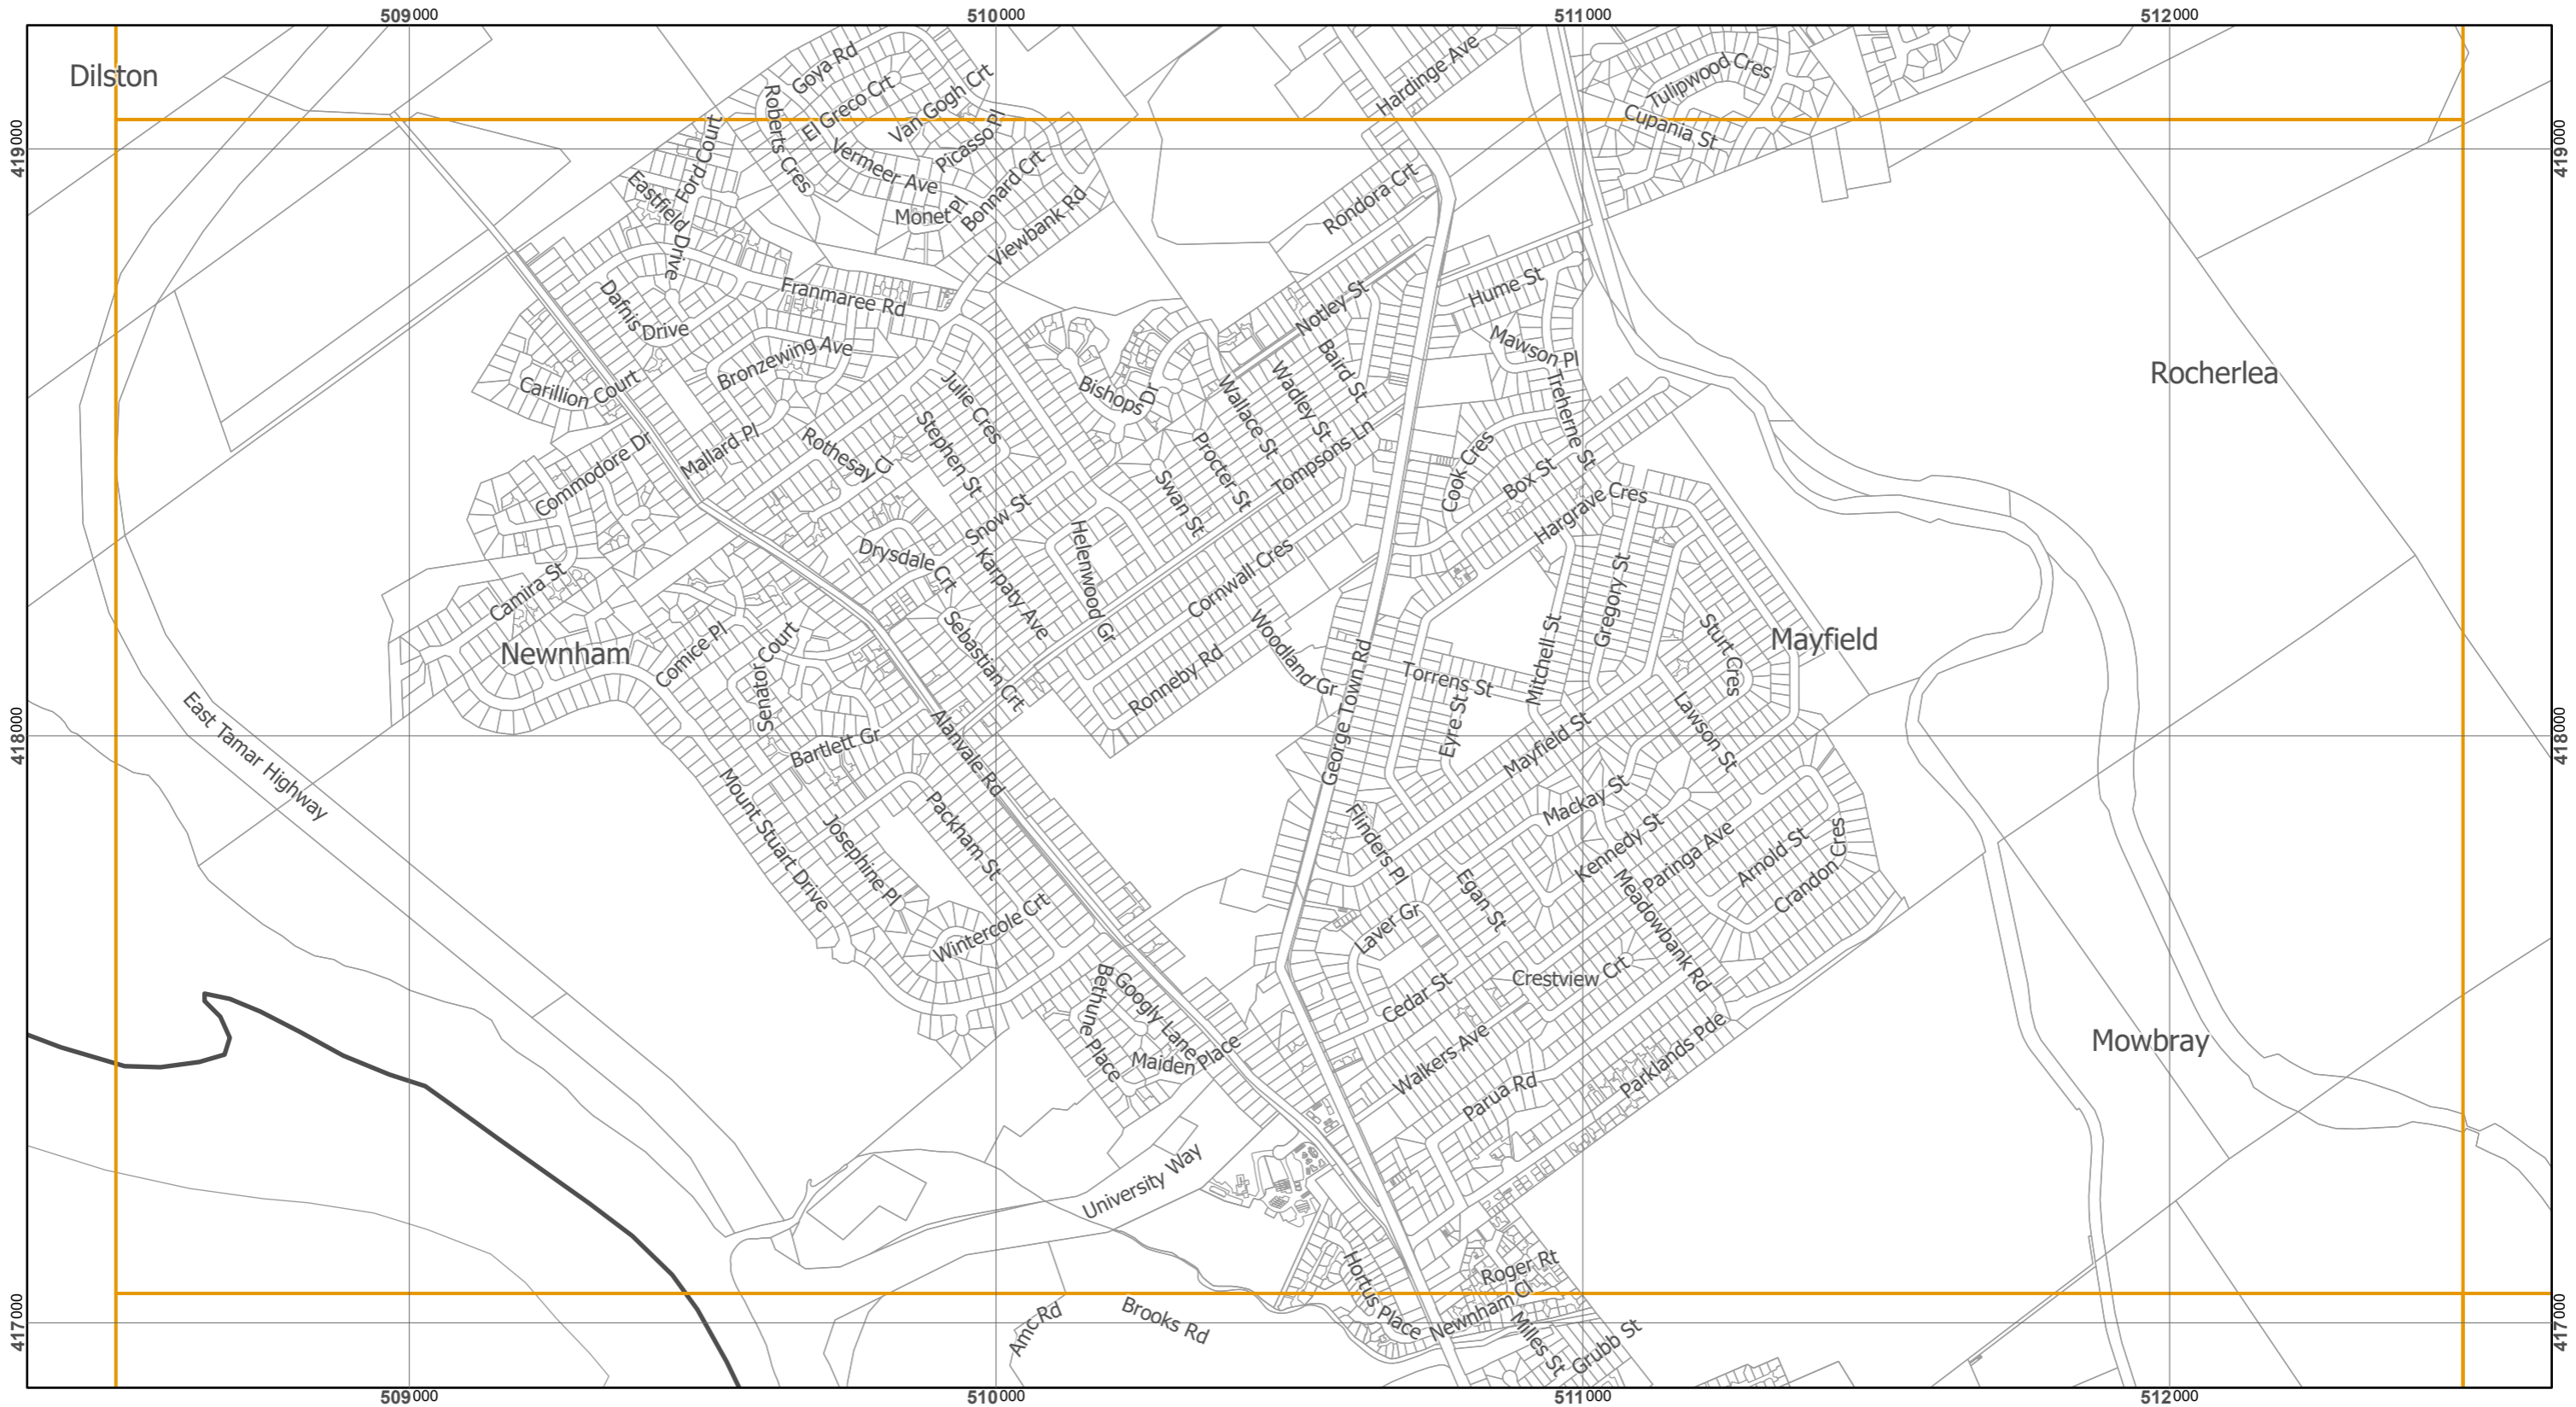 509000
510000
511000
512000
Dilston
Goya Rd
El Greco Crt
Van Gogh Crt
Picasso Pl
Roberts Cres
Vermeer Ave
Bonnard Crt
Monet Pl
Viewbank Rd
Ford Court
Eastfield Drive
Hardinge Ave
Tulipwood Cres
Cupania St
419000
419000
Rondora Crt
Dafnis Drive
Franmaree Rd
Bronzewing Ave
Carillion Court
Commodore Dr
Mallard Pl
Rothesay Cl
Julie Cres
Stephen St
Snow St
Bishops Dr
Notley St
Baird St
Wadley St
Wallace St
Procter St
Swan St
Tompsons Ln
Hume St
Mawson Pl
Treherne St
Cook Cres
Box St
Hargrave Cres
Rocherlea
Drysdale Crt
Karpaty Ave
Helenwood Gr
Cornwall Cres
Sebastian Crt
Ronneby Rd
Woodland Gr
George Town Rd
Torrens St
Eyre St
Mitchell St
Gregory St
Sturt Cres
Mayfield
Camira St
Newnham
Comice Pl
Senator Court
Bartlett Gr
Alanvale Rd
East Tamar Highway
418000
418000
Mount Stuart Drive
Josephine Pl
Packham St
Wintercole Crt
Mayfield St
Lawson St
Mackay St
Flinders Pl
Kennedy St
Paringa Ave
Arnold St
Crandon Cres
Meadowbank Rd
Egan St
Laver Gr
Crestview Crt
Cedar St
Walkers Ave
Parua Rd
Parklands Pde
Mowbray
Bethune Place
Googly Lane
Maiden Place
University Way
Hortus Place
Roger Rt
Newnham Cl
Milles St
Grubb St
Amc Rd
Brooks Rd
417000
417000
509000
510000
511000
512000